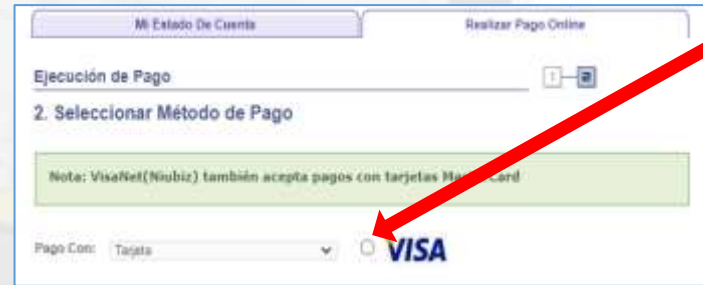 Mi Estado De Cuenta
Realizar Pago Online
Ejecución de Pago
1
2
2. Seleccionar Método de Pago
Nota: VisaNet(Niubiz) también acepta pagos con tarjetas MasterCard
Pago Con: Tarjeta VISA